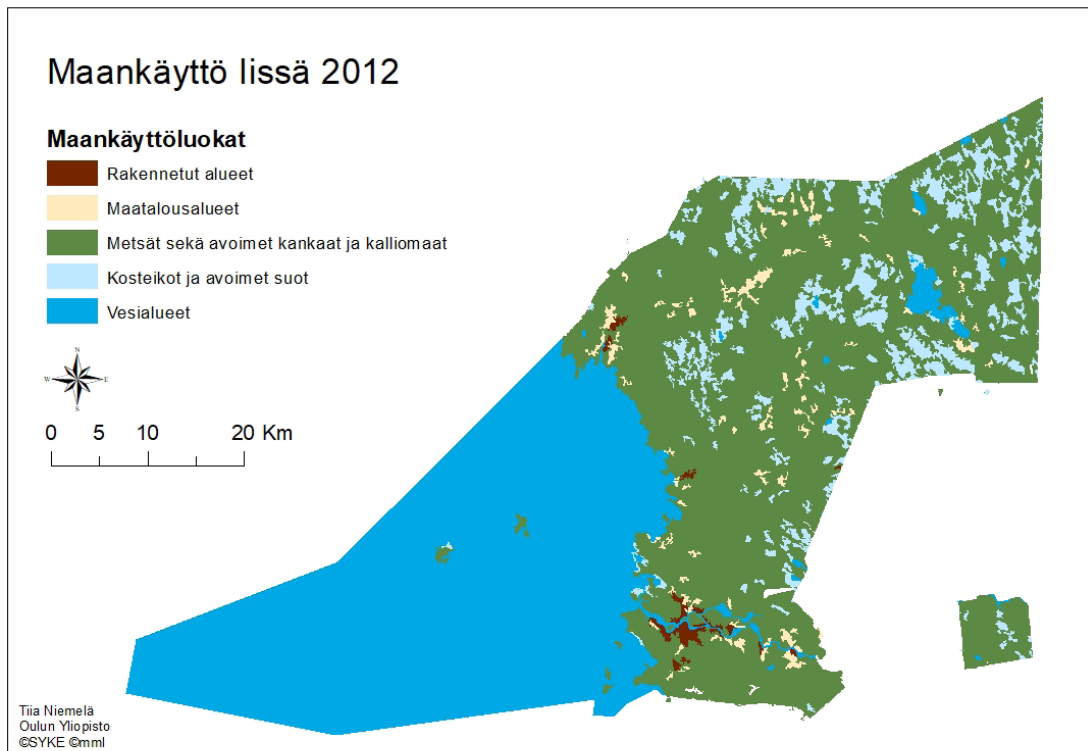 Maankäyttö Iissä 2012
Maankäyttöluokat
Rakennetut alueet
Maatalousalueet
Metsät sekä avoimet kankaat ja kalliomaat
Kosteikot ja avoimet suot
Vesialueet
N
W E
S
0 5 10 20 Km
Tiia Niemelä
Oulun Yliopisto
©SYKE ©mml